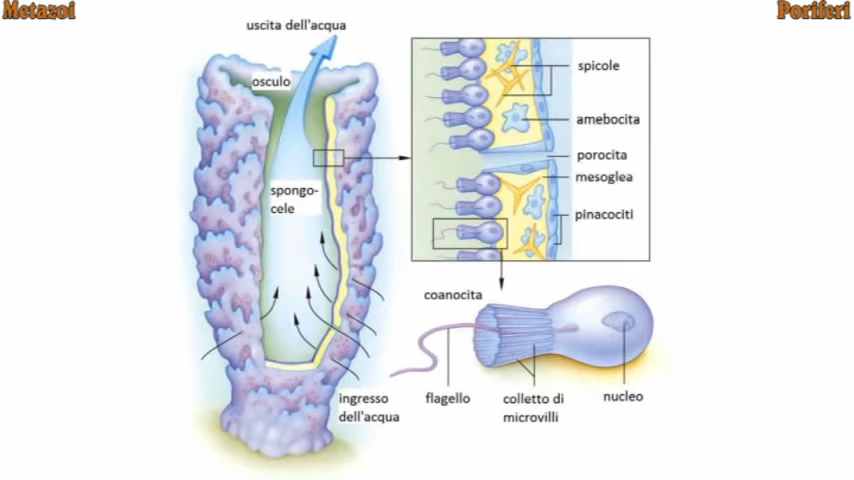 Metazoi
Poriferi
uscita dell'acqua
osculo
spongo-
cele
spicole
amebocita
porocita
mesoglea
pinacociti
coanocita
ingresso
dell'acqua
flagello
colletto di
microvilli
nucleo